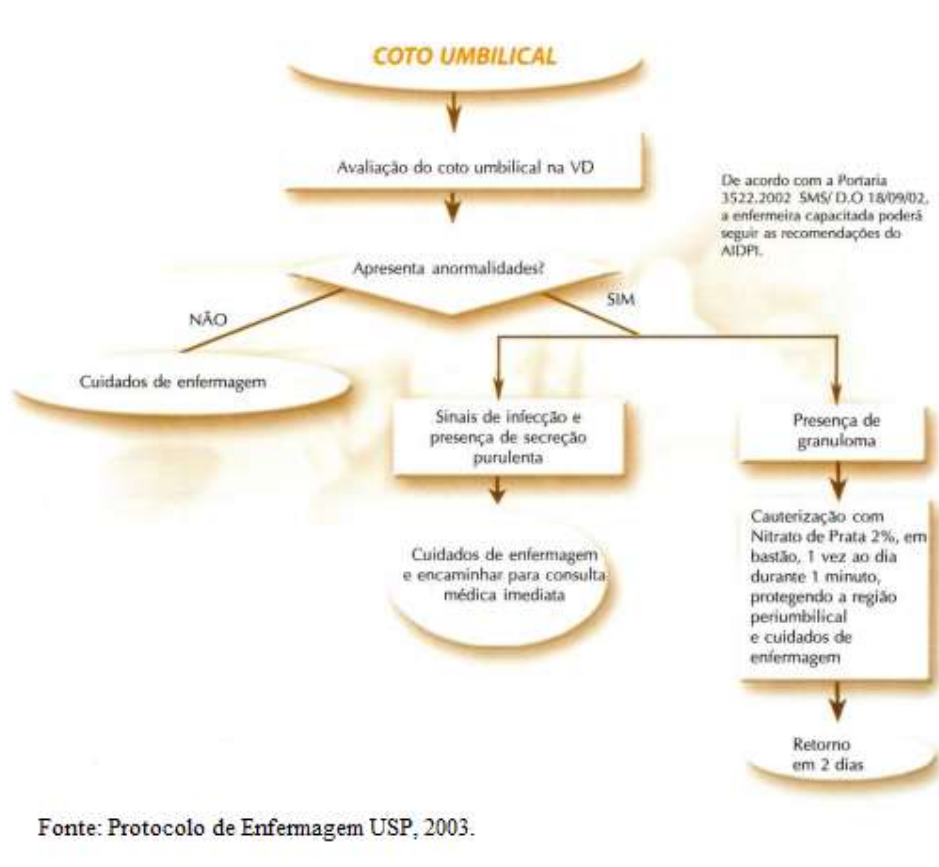 COTO UMBILICAL
Avaliação do coto umbilical na VD
De acordo com a Portaria
3522.2002 SMS/ D.O 18/09/02,
a enfermeira capacitada poderá
seguir as recomendações do
AIDPI.
Apresenta anormalidades?
NÃO
SIM
Cuidados de enfermagem
Sinais de infecção e
presença de secreção
purulenta
Presença de
granuloma
Cuidados de enfermagem
e encaminhar para consulta
médica imediata
Cauterização com
Nitrato de Prata 2%, em
bastão, 1 vez ao dia
durante 1 minuto,
protegendo a região
periumbilical
e cuidados de
enfermagem
Retorno
em 2 dias
Fonte: Protocolo de Enfermagem USP, 2003.